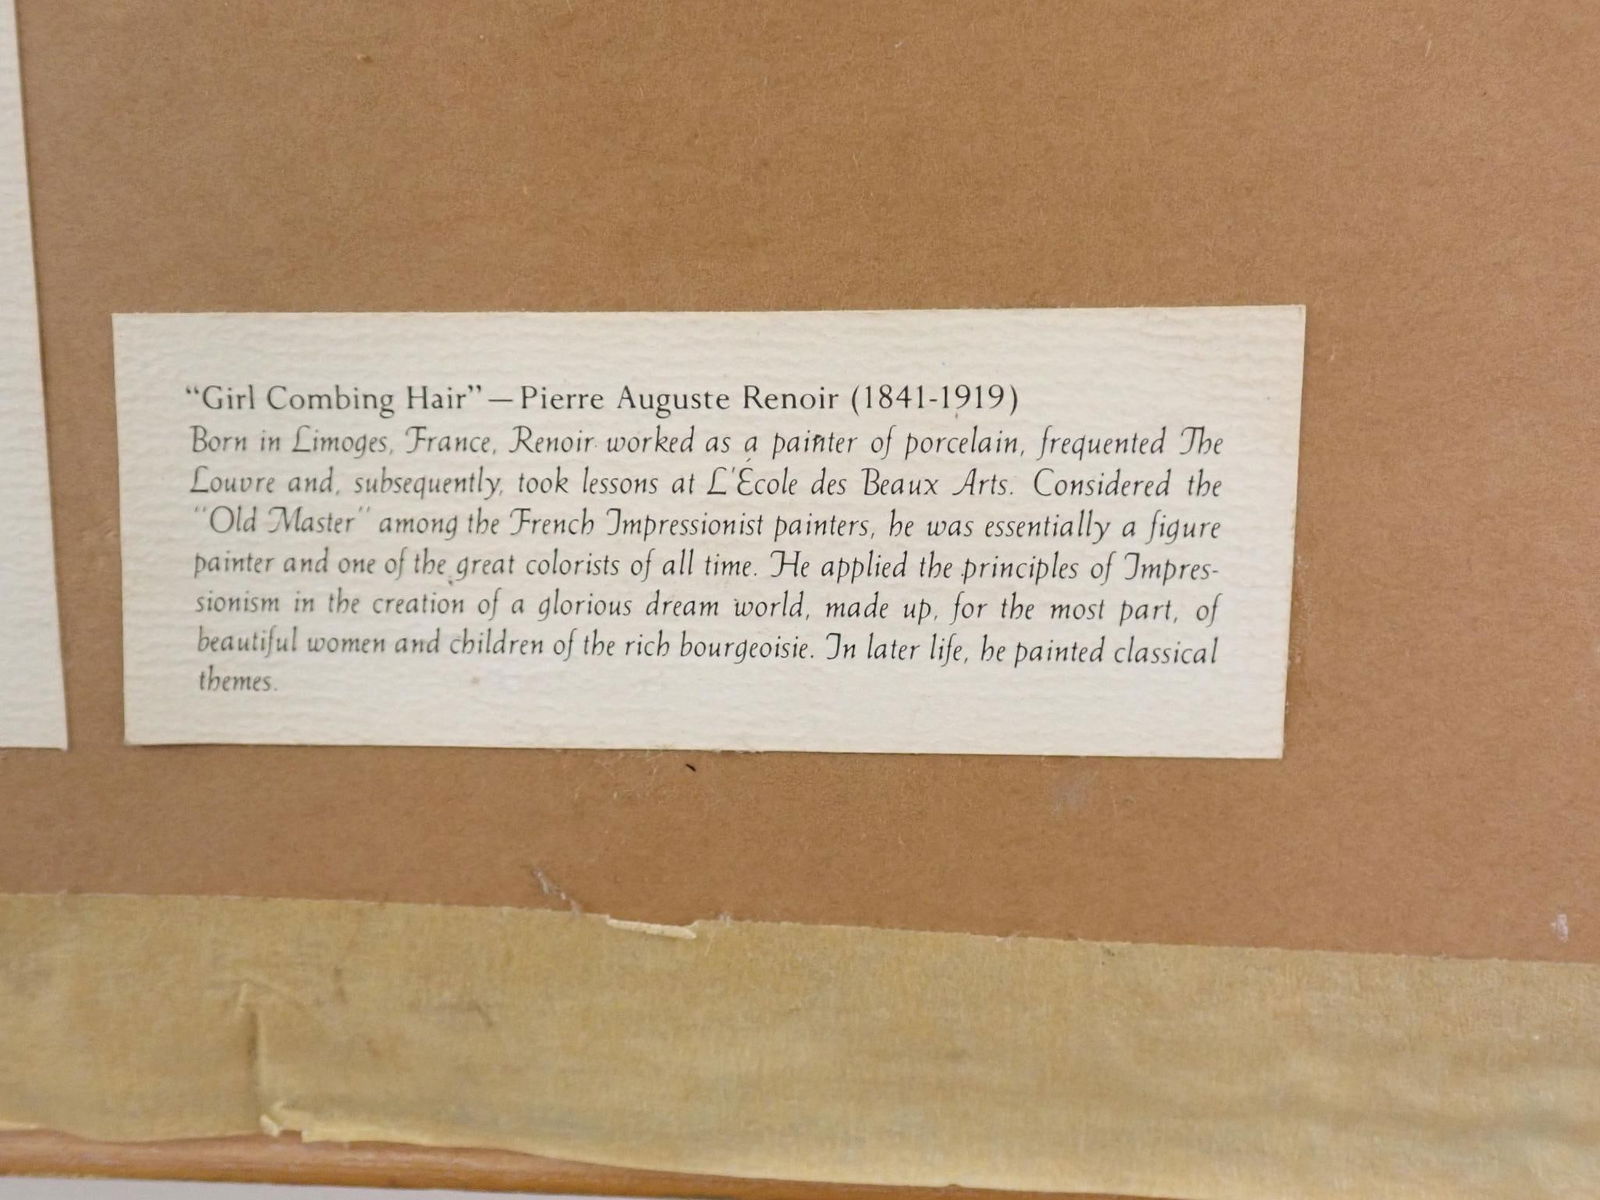 “Girl Combing Hair”—Pierre Auguste Renoir (1841-1919)
Born in Limoges, France, Renoir worked as a painter of porcelain, frequented The
Louvre and, subsequently, took lessons at L'École des Beaux Arts. Considered the
"Old Master" among the French Impressionist painters, he was essentially a figure
painter and one of the great colorists of all time. He applied the principles of Impres-
sionism in the creation of a glorious dream world, made up, for the most part, of
beautiful women and children of the rich bourgeoisie. In later life, he painted classical
themes.